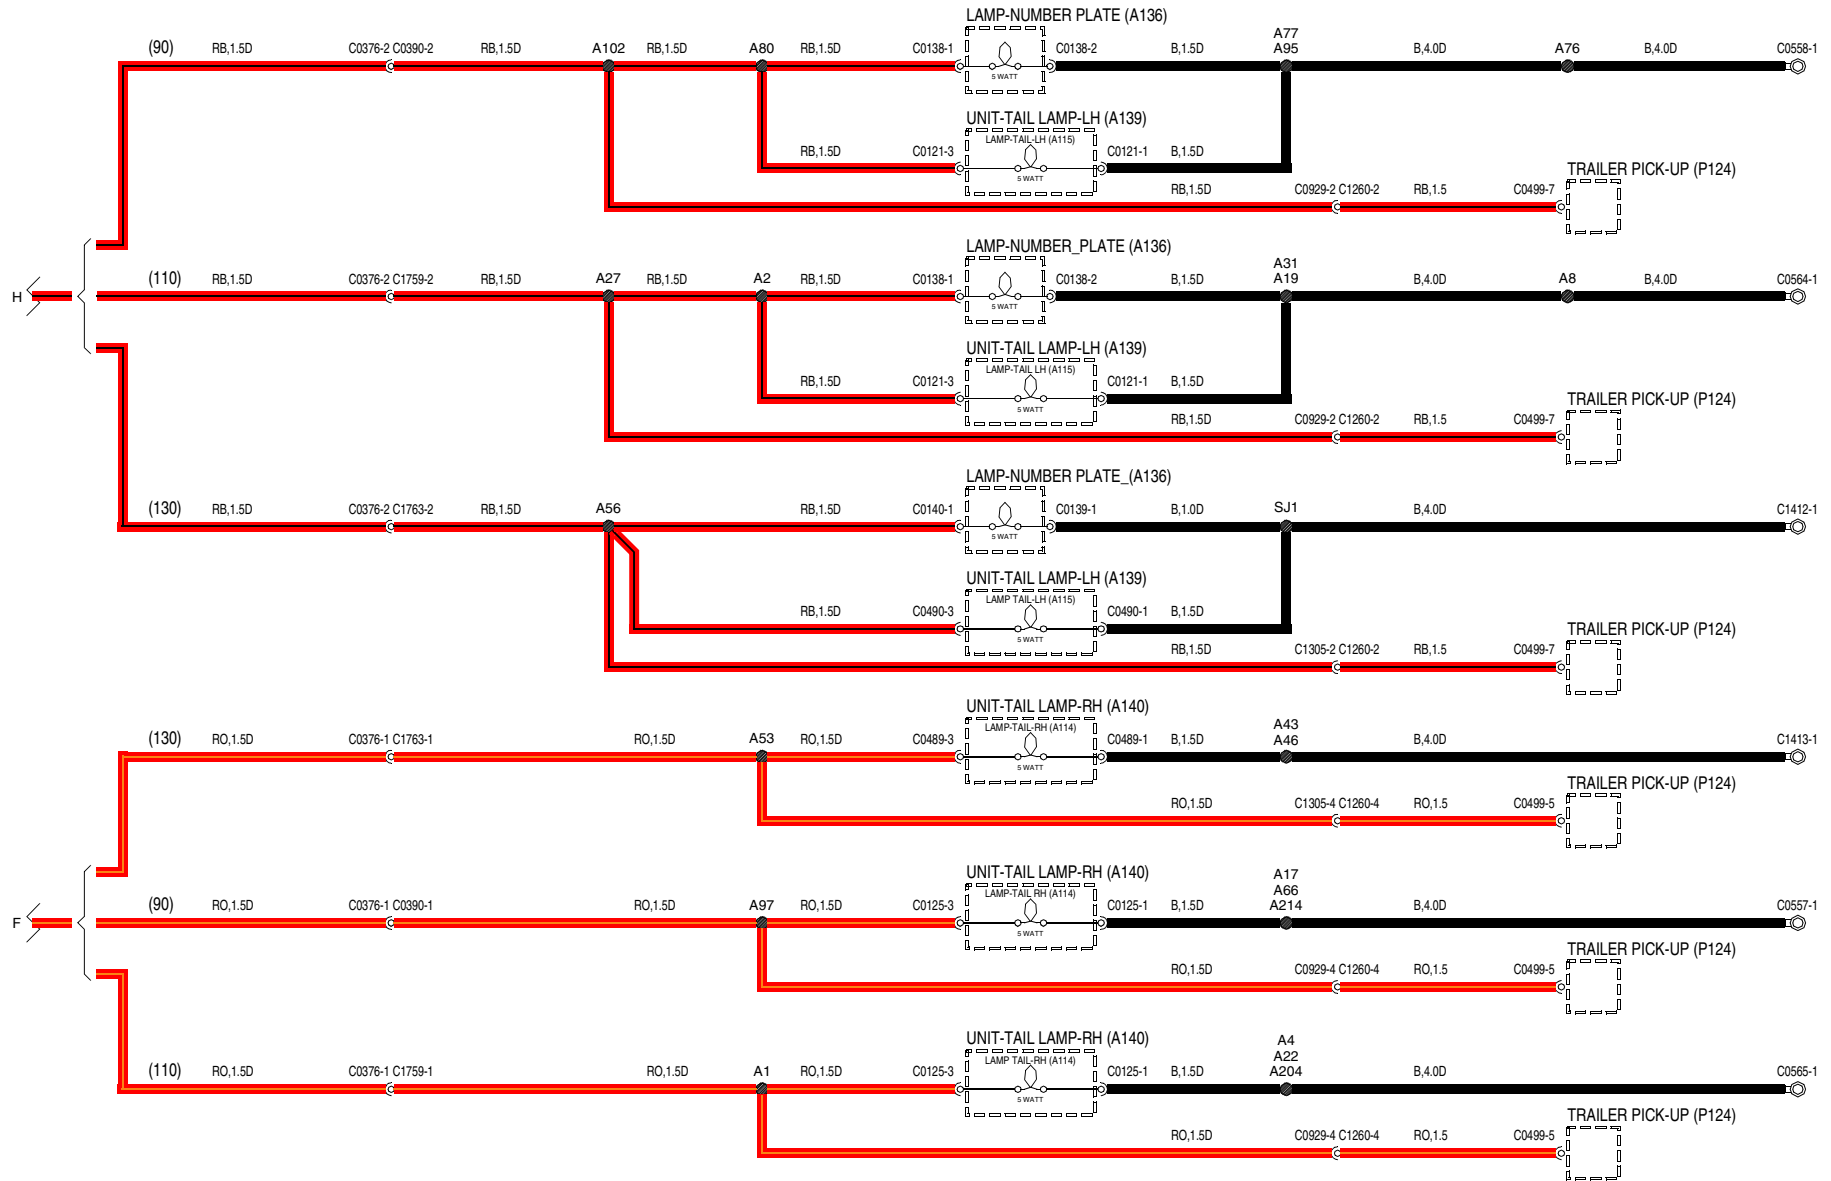 LAMP-NUMBER PLATE (A136)
A77
(90) RB,1.5D C0376-2 C0390-2 RB,1.5D A102 RB,1.5D A80 RB,1.5D C0138-1 C0138-2 B,1.5D A95 B,4.0D A76 B,4.0D C0558-1
5 WATT
UNIT-TAIL LAMP-LH (A139)
LAMP-TAIL-LH (A115)
RB,1.5D C0121-3 C0121-1 B,1.5D
5 WATT
TRAILER PICK-UP (P124)
RB,1.5D C0929-2 C1260-2 RB,1.5 C0499-7
LAMP-NUMBER_PLATE (A136)
A31
(110) RB,1.5D C0376-2 C1759-2 RB,1.5D A27 RB,1.5D A2 RB,1.5D C0138-1 C0138-2 B,1.5D A19 B,4.0D A8 B,4.0D C0564-1
H
5 WATT
UNIT-TAIL LAMP-LH (A139)
LAMP-TAIL LH (A115)
RB,1.5D C0121-3 C0121-1 B,1.5D
5 WATT
TRAILER PICK-UP (P124)
RB,1.5D C0929-2 C1260-2 RB,1.5 C0499-7
LAMP-NUMBER PLATE_(A136)
(130) RB,1.5D C0376-2 C1763-2 RB,1.5D A56 RB,1.5D C0140-1 C0139-1 B,1.0D SJ1 B,4.0D C1412-1
5 WATT
UNIT-TAIL LAMP-LH (A139)
LAMP TAIL-LH (A115)
RB,1.5D C0490-3 C0490-1 B,1.5D
5 WATT
TRAILER PICK-UP (P124)
RB,1.5D C1305-2 C1260-2 RB,1.5 C0499-7
UNIT-TAIL LAMP-RH (A140)
LAMP-TAIL-RH (A114) A43
(130) RO,1.5D C0376-1 C1763-1 RO,1.5D A53 RO,1.5D C0489-3 C0489-1 B,1.5D A46 B,4.0D C1413-1
5 WATT
TRAILER PICK-UP (P124)
RO,1.5D C1305-4 C1260-4 RO,1.5 C0499-5
UNIT-TAIL LAMP-RH (A140)
A17
LAMP-TAIL RH (A114) A66
(90) RO,1.5D C0376-1 C0390-1 RO,1.5D A97 RO,1.5D C0125-3 C0125-1 B,1.5D A214 B,4.0D C0557-1
F
5 WATT
TRAILER PICK-UP (P124)
RO,1.5D C0929-4 C1260-4 RO,1.5 C0499-5
UNIT-TAIL LAMP-RH (A140)
A4
LAMP TAIL-RH (A114) A22
(110) RO,1.5D C0376-1 C1759-1 RO,1.5D A1 RO,1.5D C0125-3 C0125-1 B,1.5D A204 B,4.0D C0565-1
5 WATT
TRAILER PICK-UP (P124)
RO,1.5D C0929-4 C1260-4 RO,1.5 C0499-5